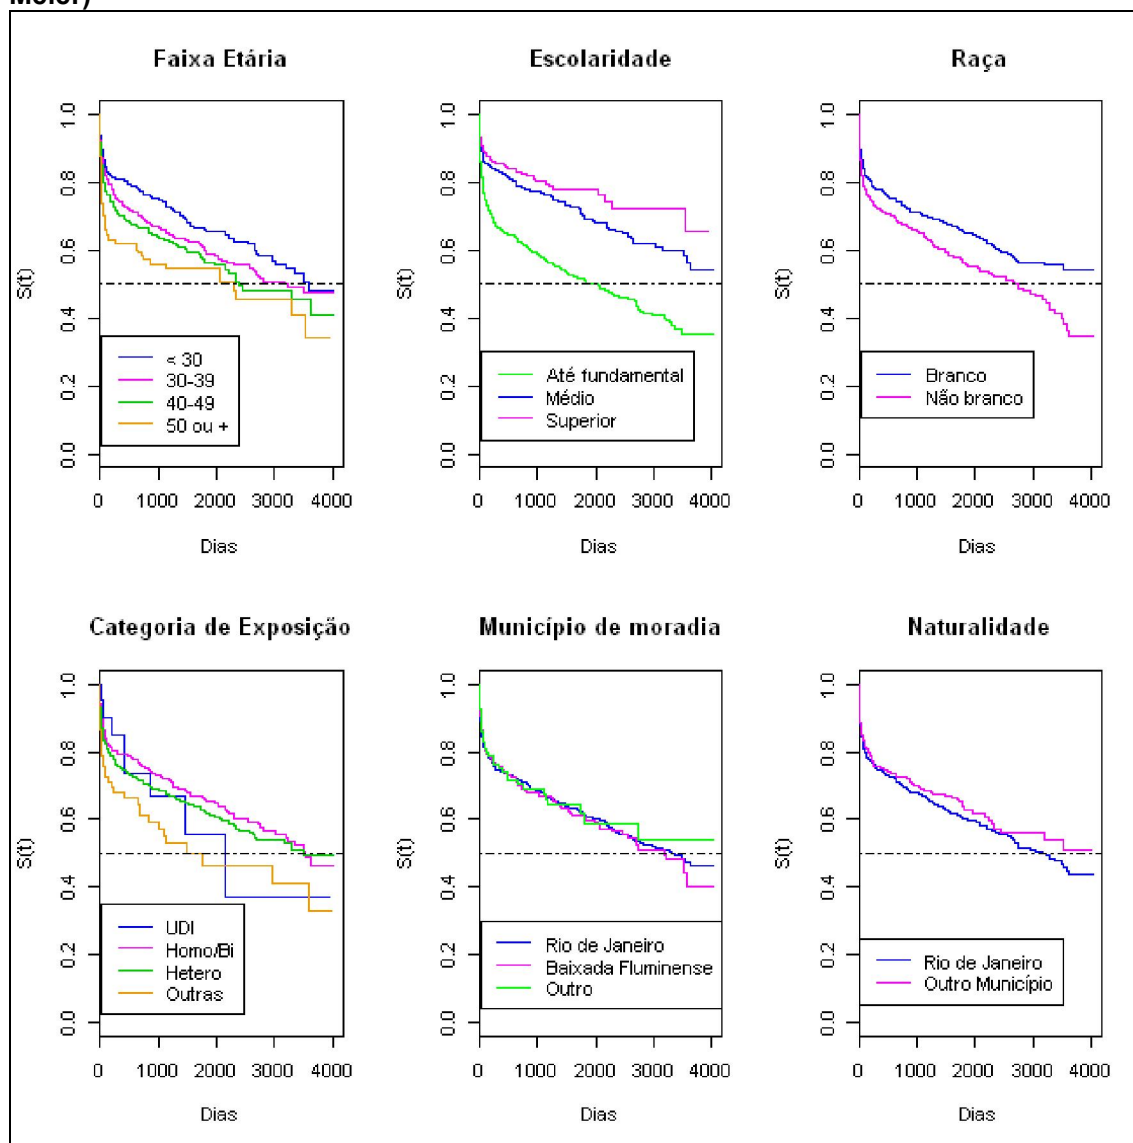 Meier)
Faixa Etária
S(t)
1.0
0.8
0.6
0.4
0.2
0.0
< 30
30-39
40-49
50 ou +
0 1000 2000 3000 4000
Dias
Escolaridade
S(t)
1.0
0.8
0.6
0.4
0.2
0.0
Até fundamental
Médio
Superior
0 1000 2000 3000 4000
Dias
Raça
S(t)
1.0
0.8
0.6
0.4
0.2
0.0
Branco
Não branco
0 1000 2000 3000 4000
Dias
Categoria de Exposição
S(t)
1.0
0.8
0.6
0.4
0.2
0.0
UDI
Homo/Bi
Hetero
Outras
0 1000 2000 3000 4000
Dias
Município de moradia
S(t)
1.0
0.8
0.6
0.4
0.2
0.0
Rio de Janeiro
Baixada Fluminense
Outro
0 1000 2000 3000 4000
Dias
Naturalidade
S(t)
1.0
0.8
0.6
0.4
0.2
0.0
Rio de Janeiro
Outro Município
0 1000 2000 3000 4000
Dias